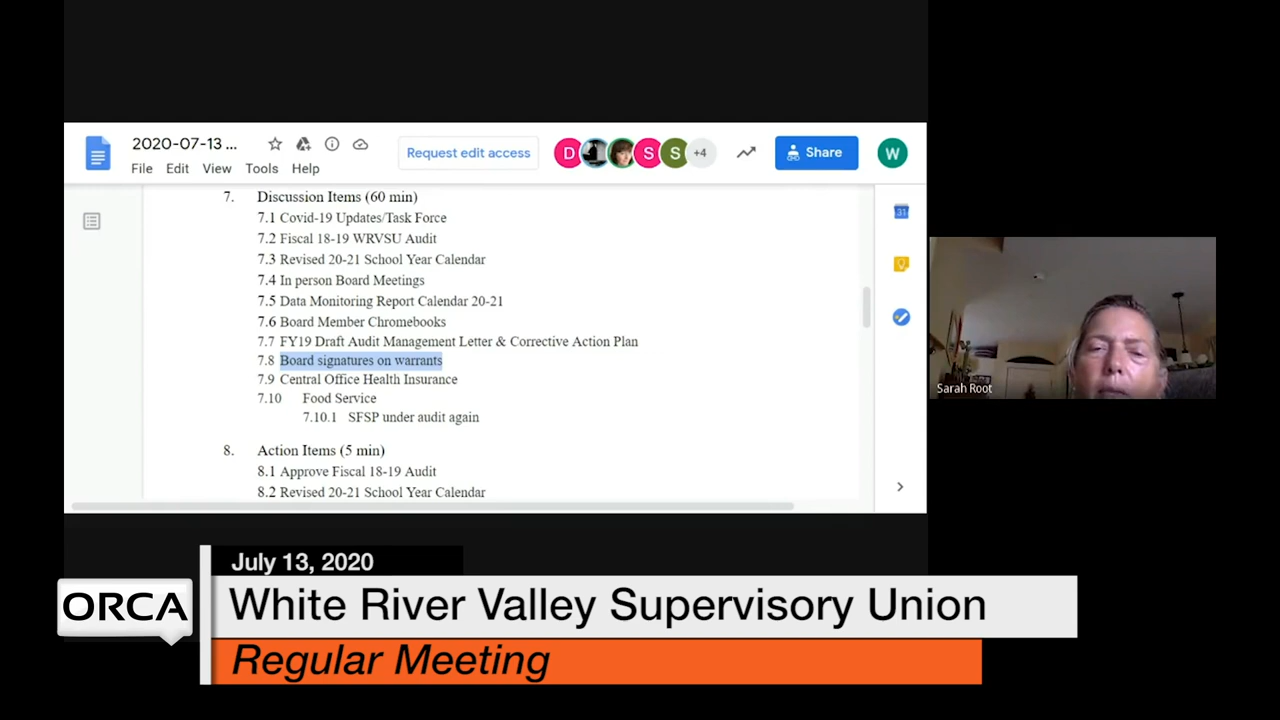 2020-07-13 ...
File Edit View Tools Help
Request edit access
D
S
S
+4
Share
W
31
7. Discussion Items (60 min)
7.1 Covid-19 Updates/Task Force
7.2 Fiscal 18-19 WRVSU Audit
7.3 Revised 20-21 School Year Calendar
7.4 In person Board Meetings
7.5 Data Monitoring Report Calendar 20-21
7.6 Board Member Chromebooks
7.7 FY19 Draft Audit Management Letter & Corrective Action Plan
7.8 Board signatures on warrants
7.9 Central Office Health Insurance
7.10 Food Service
7.10.1 SFSP under audit again
8. Action Items (5 min)
8.1 Approve Fiscal 18-19 Audit
8.2 Revised 20-21 School Year Calendar
Sarah Root
July 13, 2020
ORCA
White River Valley Supervisory Union
Regular Meeting